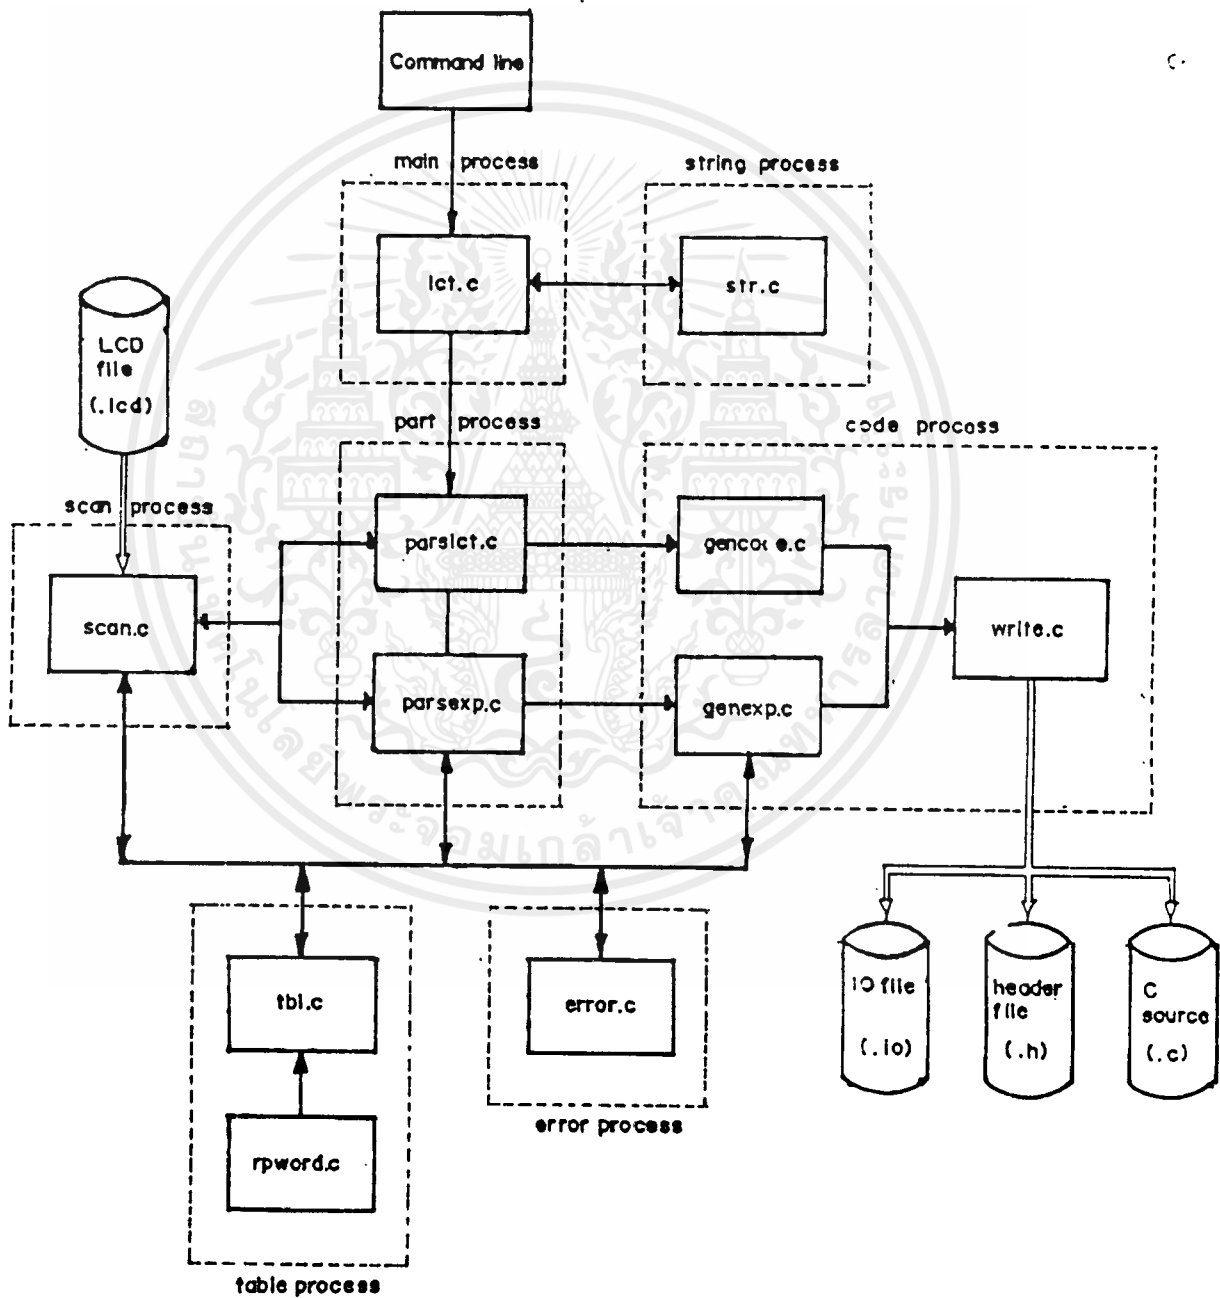 Command line
main process
string process
lct.c
str.c
LCD
file
(.lcd)
part process
code process
scan process
parslct.c
gencode.c
scan.c
write.c
parsexp.c
genexp.c
tbl.c
error.c
IO file
(.io)
header
file
(.h)
C
source
(.c)
rpword.c
error process
table process